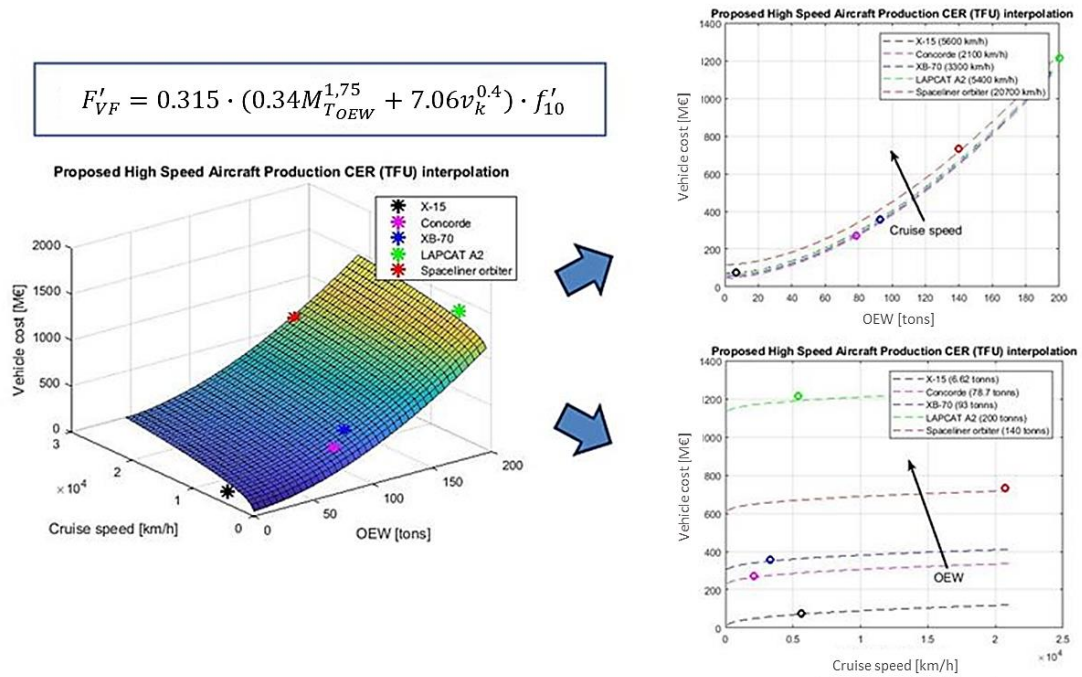 F'_{VF} = 0.315 · (0.34M_{T_{OEW}}^{1,75} + 7.06v_k^{0.4}) · f'_{10}
Proposed High Speed Aircraft Production CER (TFU) interpolation
X-15
Concorde
XB-70
LAPCAT A2
Spaceliner orbiter
2000
1500
1000
500
0
Vehicle cost [M€]
3
2
1
0
×10⁴
Cruise speed [km/h]
0
50
100
150
200
OEW [tons]
Proposed High Speed Aircraft Production CER (TFU) interpolation
X-15 (5600 km/h)
Concorde (2100 km/h)
XB-70 (3300 km/h)
LAPCAT A2 (5400 km/h)
Spaceliner orbiter (20700 km/h)
1400
1200
1000
800
600
400
200
0
Vehicle cost [M€]
Cruise speed
0 20 40 60 80 100 120 140 160 180 200
OEW [tons]
Proposed High Speed Aircraft Production CER (TFU) interpolation
X-15 (6.62 tonns)
Concorde (78.7 tonns)
XB-70 (93 tonns)
LAPCAT A2 (200 tonns)
Spaceliner orbiter (140 tonns)
1400
1200
1000
800
600
400
200
0
Vehicle cost [M€]
OEW
0 0.5 1 1.5 2 2.5
×10⁴
Cruise speed [km/h]